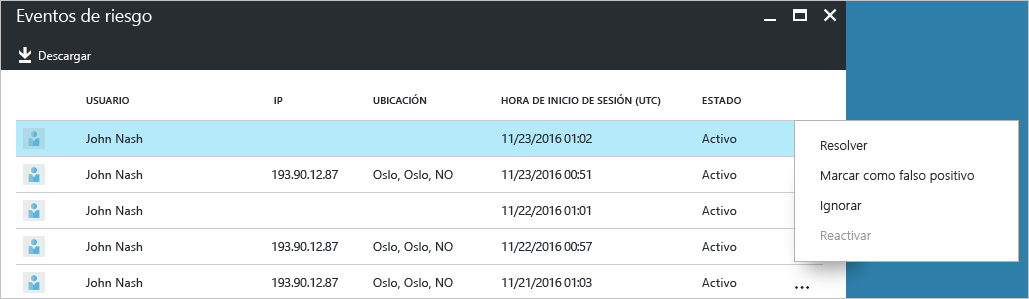 Eventos de riesgo
Descargar
USUARIO IP UBICACIÓN HORA DE INICIO DE SESIÓN (UTC) ESTADO
John Nash 11/23/2016 01:02 Activo
John Nash 193.90.12.87 Oslo, Oslo, NO 11/23/2016 00:51 Activo
John Nash 11/22/2016 01:01 Activo
John Nash 193.90.12.87 Oslo, Oslo, NO 11/22/2016 00:57 Activo
John Nash 193.90.12.87 Oslo, Oslo, NO 11/21/2016 01:03 Activo ...
Resolver
Marcar como falso positivo
Ignorar
Reactivar